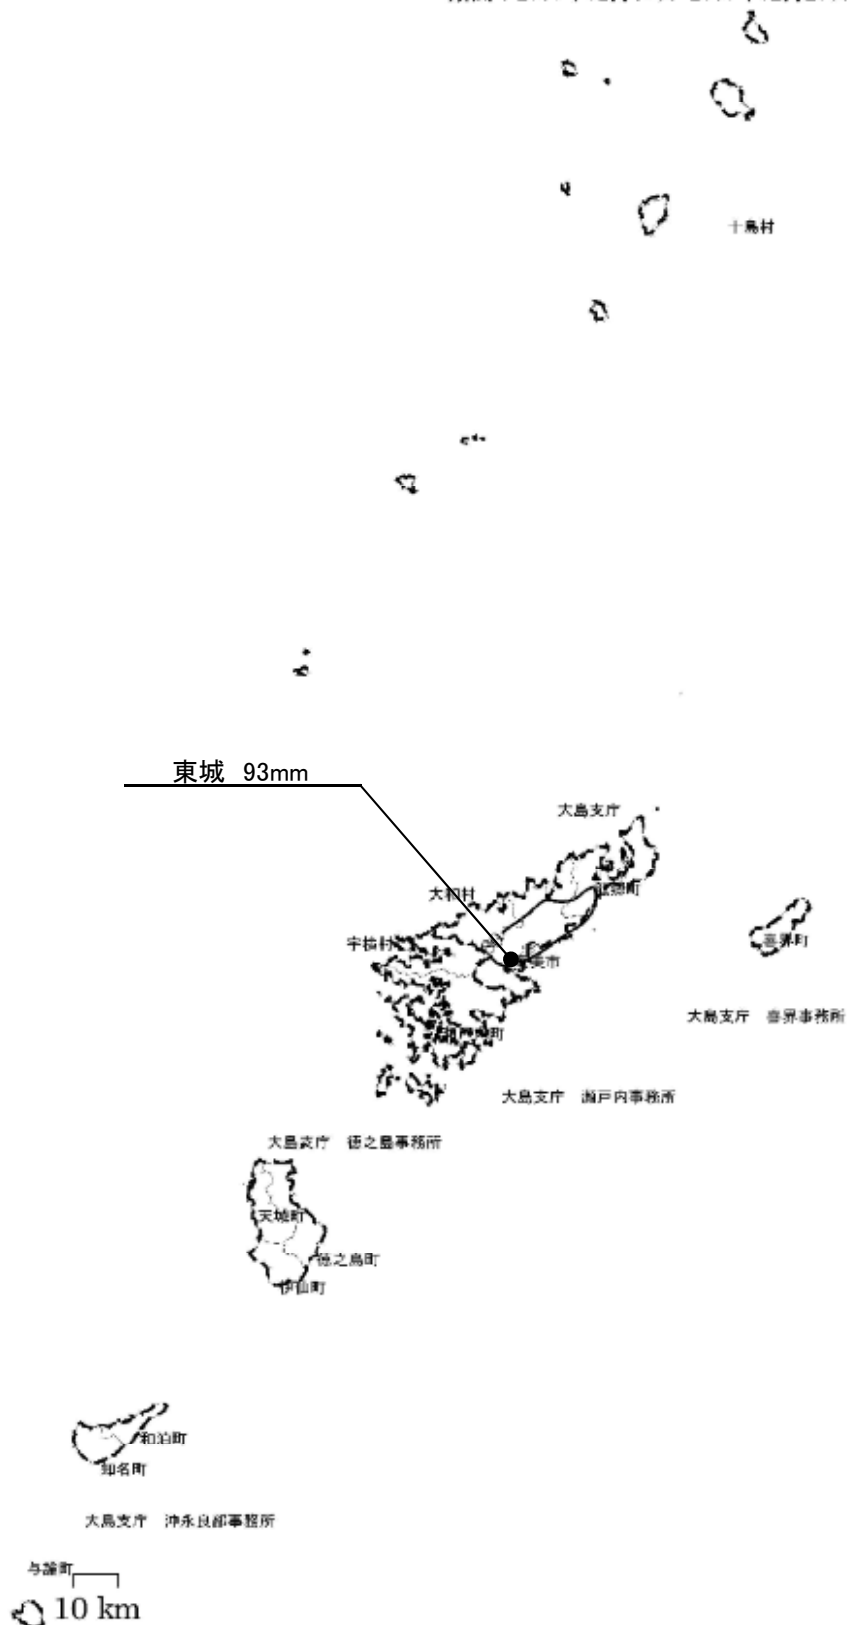 十島村
東城 93mm
大島支庁
大和村
宇検村
喜界町
美市
大島支庁 喜界事務所
大島支庁 瀬戸内事務所
大島支庁 徳之島事務所
天城町
徳之島町
伊仙町
和泊町
知名町
大島支庁 沖永良部事務所
与論町
10 km